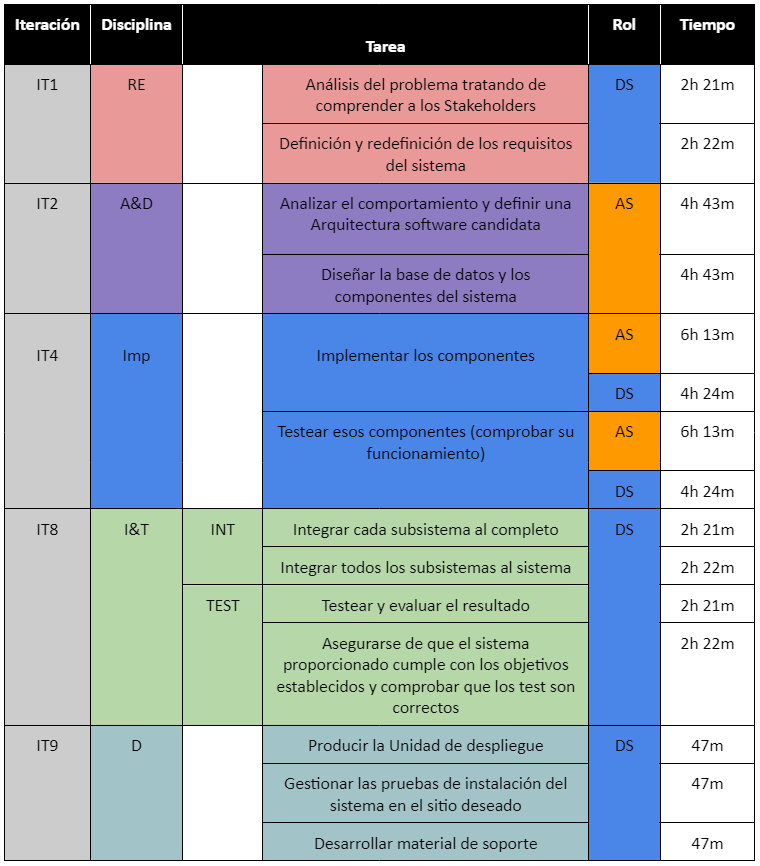 Iteración Disciplina Tarea Rol Tiempo
IT1 RE Análisis del problema tratando de DS 2h 21m
comprender a los Stakeholders
Definición y redefinición de los requisitos 2h 22m
del sistema
IT2 A&D Analizar el comportamiento y definir una AS 4h 43m
Arquitectura software candidata
Diseñar la base de datos y los 4h 43m
componentes del sistema
AS 6h 13m
IT4 Imp Implementar los componentes
DS 4h 24m
Testear esos componentes (comprobar su AS 6h 13m
funcionamiento)
DS 4h 24m
IT8 I&T INT Integrar cada subsistema al completo DS 2h 21m
Integrar todos los subsistemas al sistema 2h 22m
TEST Testear y evaluar el resultado 2h 21m
Asegurarse de que el sistema 2h 22m
proporcionado cumple con los objetivos
establecidos y comprobar que los test son
correctos
IT9 D Producir la Unidad de despliegue DS 47m
Gestionar las pruebas de instalación del 47m
sistema en el sitio deseado
Desarrollar material de soporte 47m